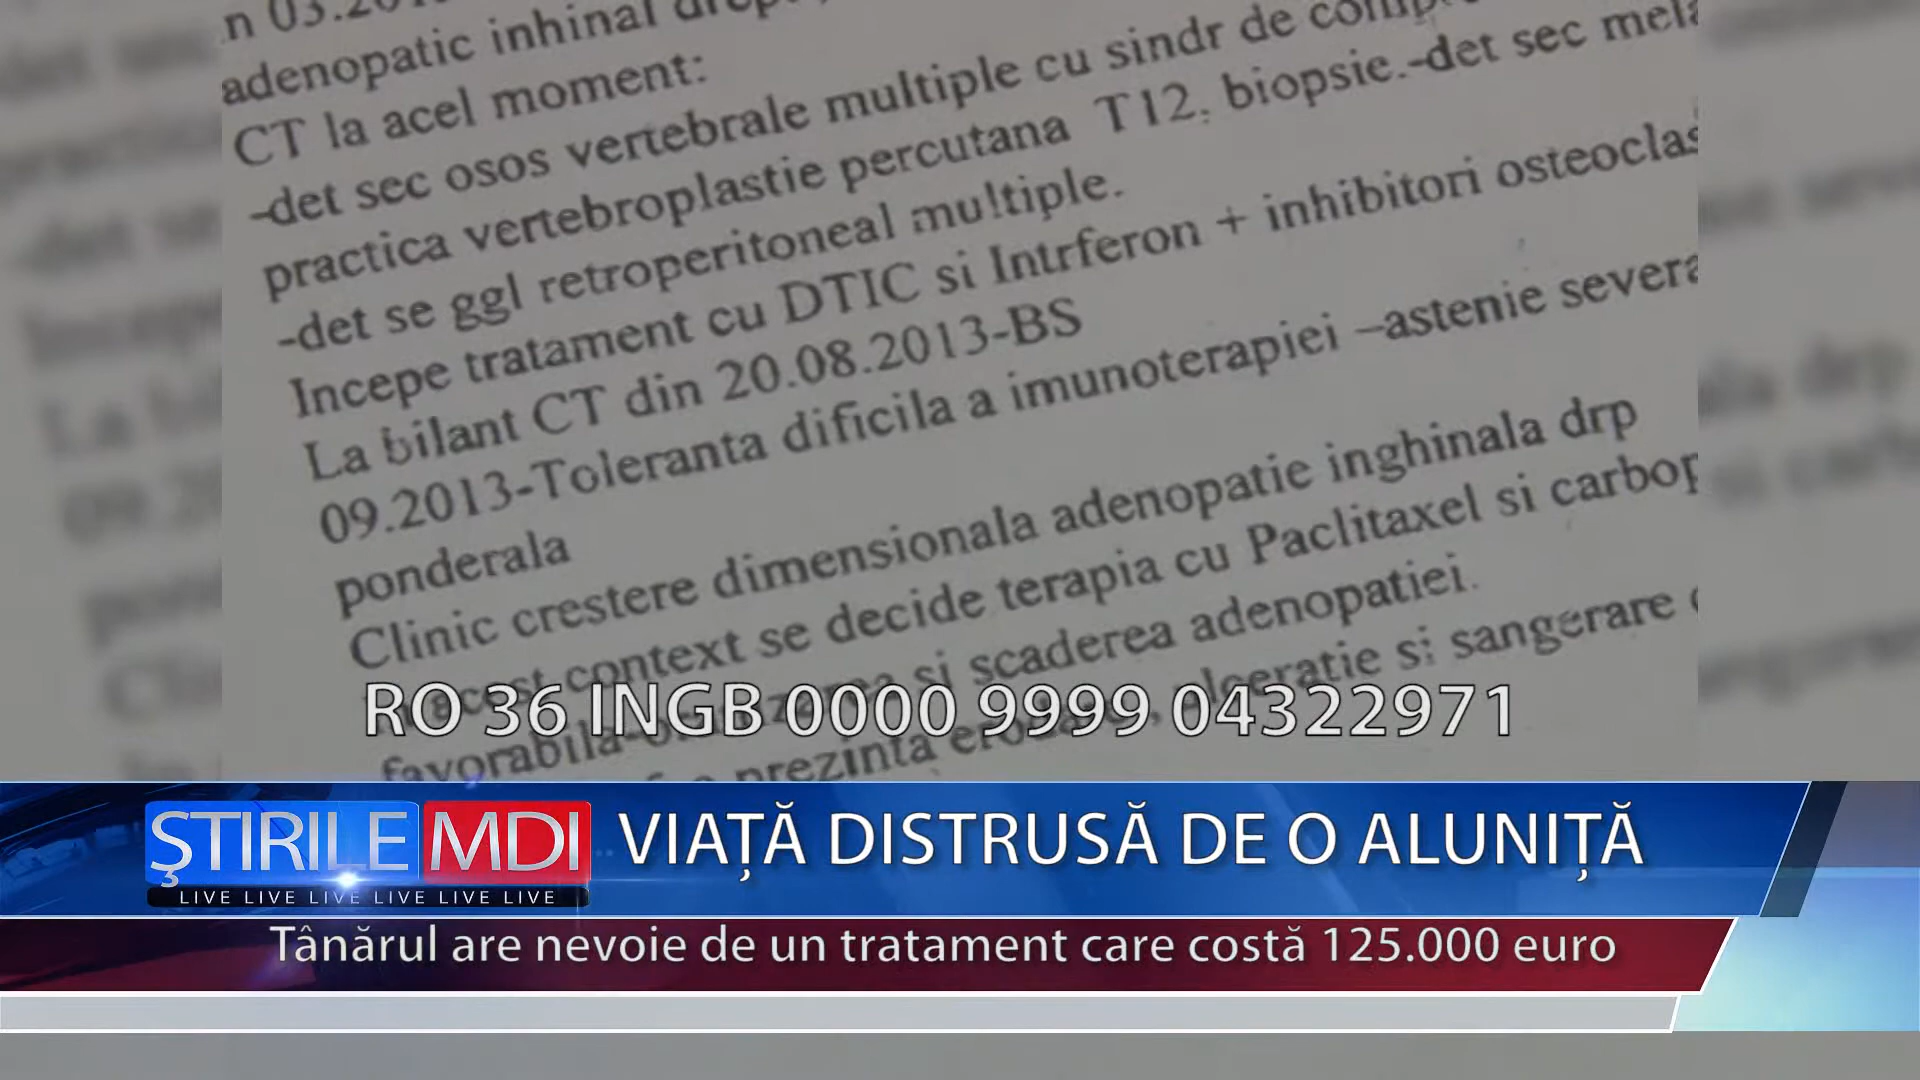 adenopatic inhinal
CT la acel moment:
-det sec osos vertebrale multiple cu sindr de
practica vertebroplastie percutana T12, biopsie.-det sec
-det se ggl retroperitoneal multiple.
Incepe tratament cu DTIC si Intrferon + inhibitori
La bilant CT din 20.08.2013-BS
09.2013-Toleranta dificila a imunoterapiei –astenie severa
ponderala
Clinic crestere dimensionala adenopatie inghinala drp
acest context se decide terapia cu Paclitaxel si
si scaderea adenopatiei.
ulceratie si sangerare
prezinta
RO 36 INGB 0000 9999 04322971
ŞTIRILE MDI
LIVE LIVE LIVE LIVE LIVE LIVE
VIAȚĂ DISTRUSĂ DE O ALUNIȚĂ
Tânărul are nevoie de un tratament care costă 125.000 euro